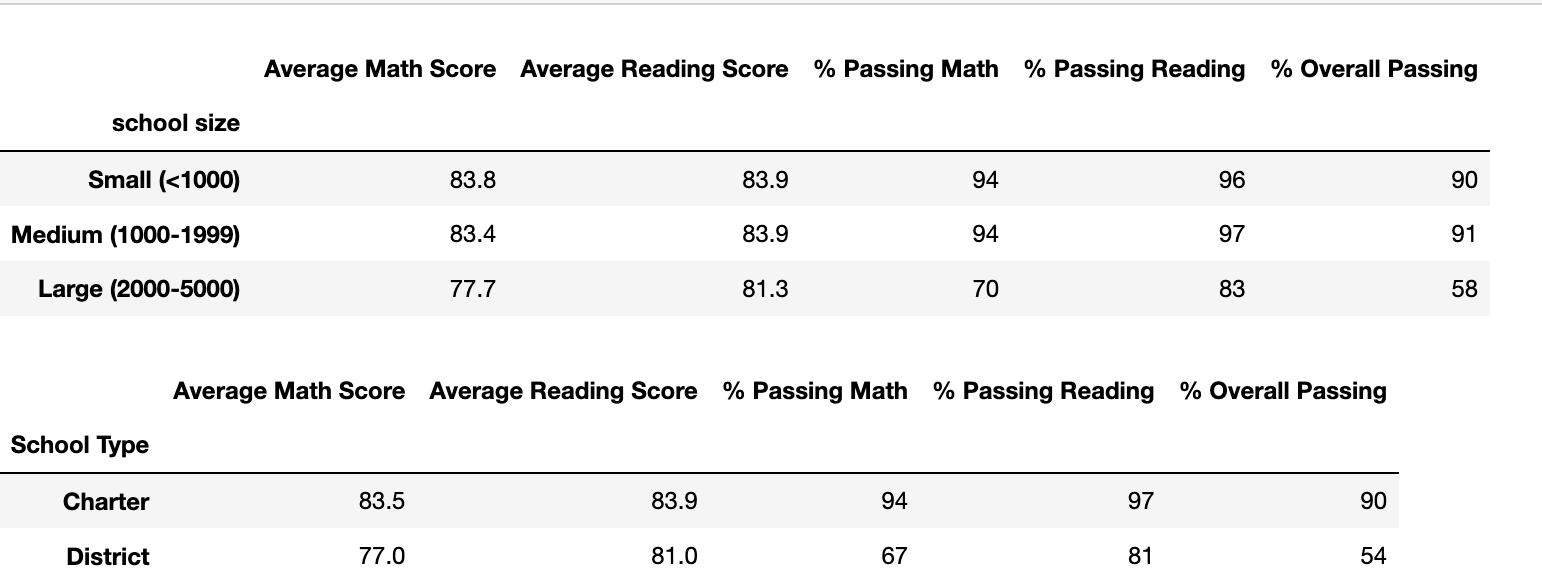 Average Math Score Average Reading Score % Passing Math % Passing Reading % Overall Passing
school size
Small (<1000) 83.8 83.9 94 96 90
Medium (1000-1999) 83.4 83.9 94 97 91
Large (2000-5000) 77.7 81.3 70 83 58
Average Math Score Average Reading Score % Passing Math % Passing Reading % Overall Passing
School Type
Charter 83.5 83.9 94 97 90
District 77.0 81.0 67 81 54